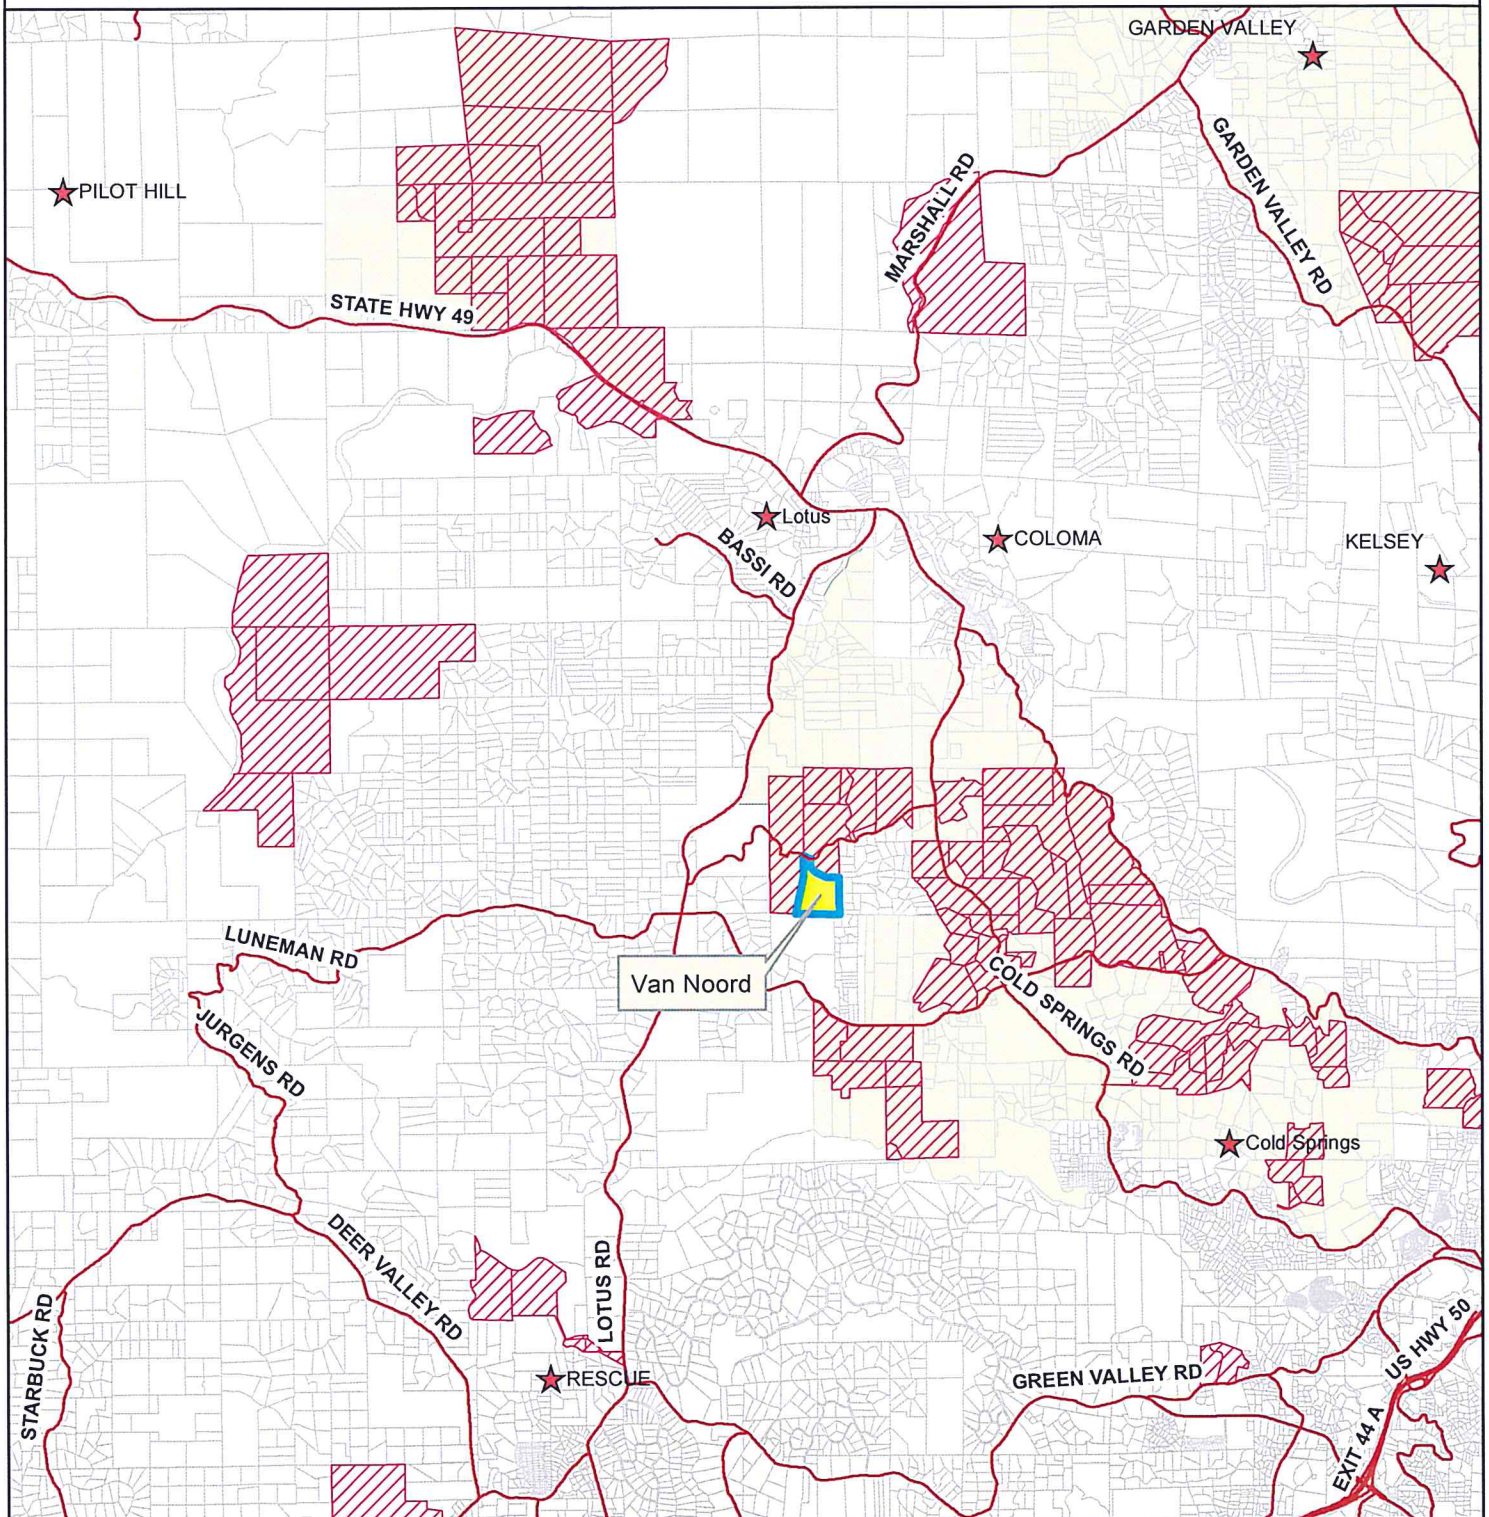 GARDEN VALLEY
PILOT HILL
MARSHALL RD
GARDEN VALLEY RD
STATE HWY 49
Lotus
BASSI RD
COLOMA
KELSEY
LUNEMAN RD
Van Noord
COLD SPRINGS RD
JURGENS RD
Cold Springs
DEER VALLEY RD
LOTUS RD
STARBUCK RD
RESCUE
GREEN VALLEY RD
US HWY 50
EXIT 44 A